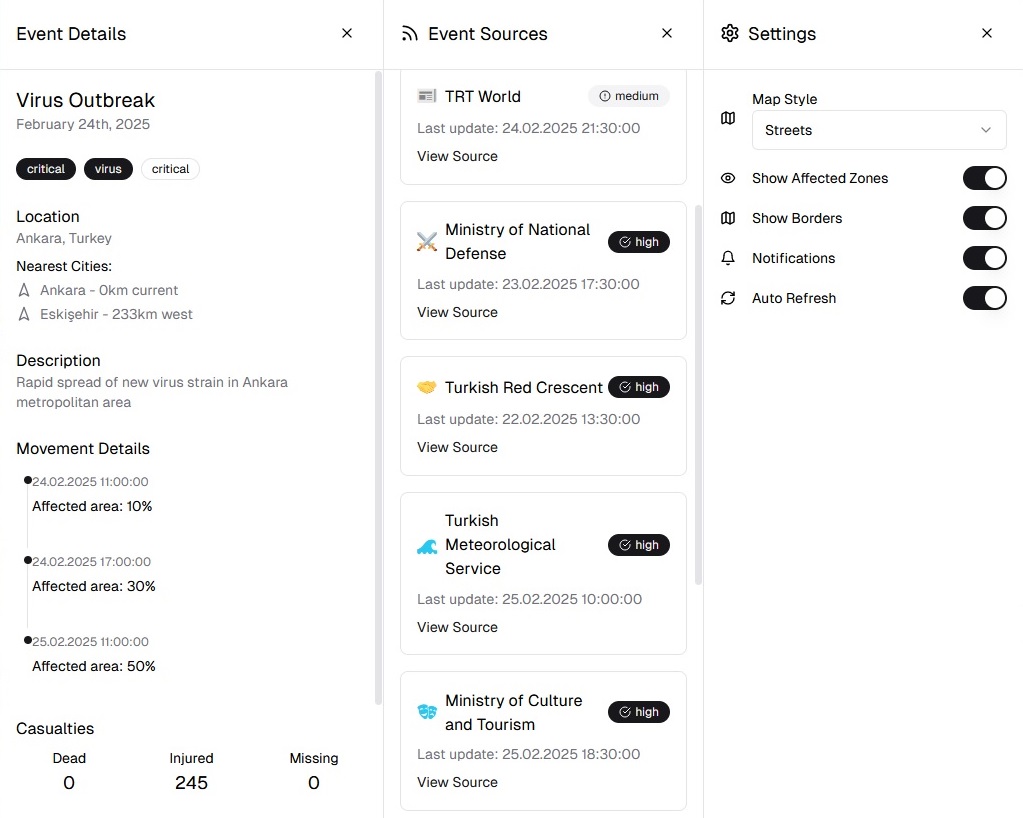 Event Details
Virus Outbreak
February 24th, 2025
critical virus critical
Location
Ankara, Turkey
Nearest Cities:
Ankara - 0km current
Eskişehir - 233km west
Description
Rapid spread of new virus strain in Ankara
metropolitan area
Movement Details
24.02.2025 11:00:00
Affected area: 10%
24.02.2025 17:00:00
Affected area: 30%
25.02.2025 11:00:00
Affected area: 50%
Casualties
Dead Injured Missing
0 245 0
Event Sources
TRT World medium
Last update: 24.02.2025 21:30:00
View Source
Ministry of National
Defense
high
Last update: 23.02.2025 17:30:00
View Source
Turkish Red Crescent high
Last update: 22.02.2025 13:30:00
View Source
Turkish
Meteorological
Service
high
Last update: 25.02.2025 10:00:00
View Source
Ministry of Culture
and Tourism
high
Last update: 25.02.2025 18:30:00
View Source
Settings
Map Style
Streets
Show Affected Zones
Show Borders
Notifications
Auto Refresh